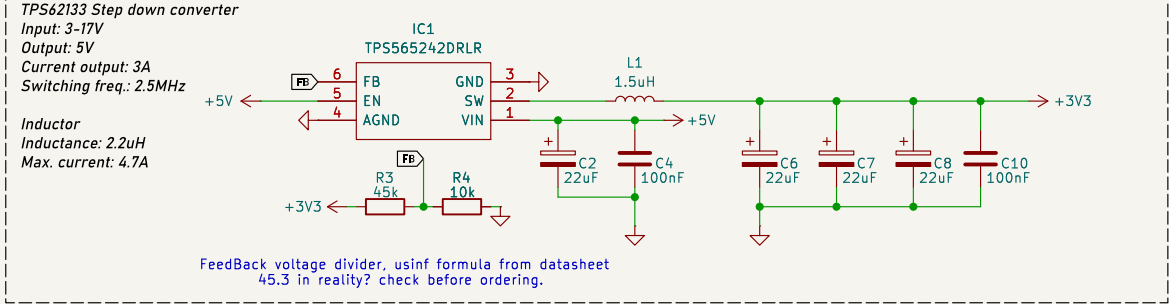 TPS62133 Step down converter
Input: 3-17V
Output: 5V
Current output: 3A
Switching freq.: 2.5MHz
Inductor
Inductance: 2.2uH
Max. current: 4.7A
IC1
TPS565242DRLR
FB 6 FB GND 3
+5V 5 EN SW 2
4 AGND VIN 1
L1
1.5uH
+3V3
+5V
C2
22uF
C4
100nF
C6
22uF
C7
22uF
C8
22uF
C10
100nF
FB
R3
45k
R4
10k
+3V3
FeedBack voltage divider, usinf formula from datasheet
45.3 in reality? check before ordering.